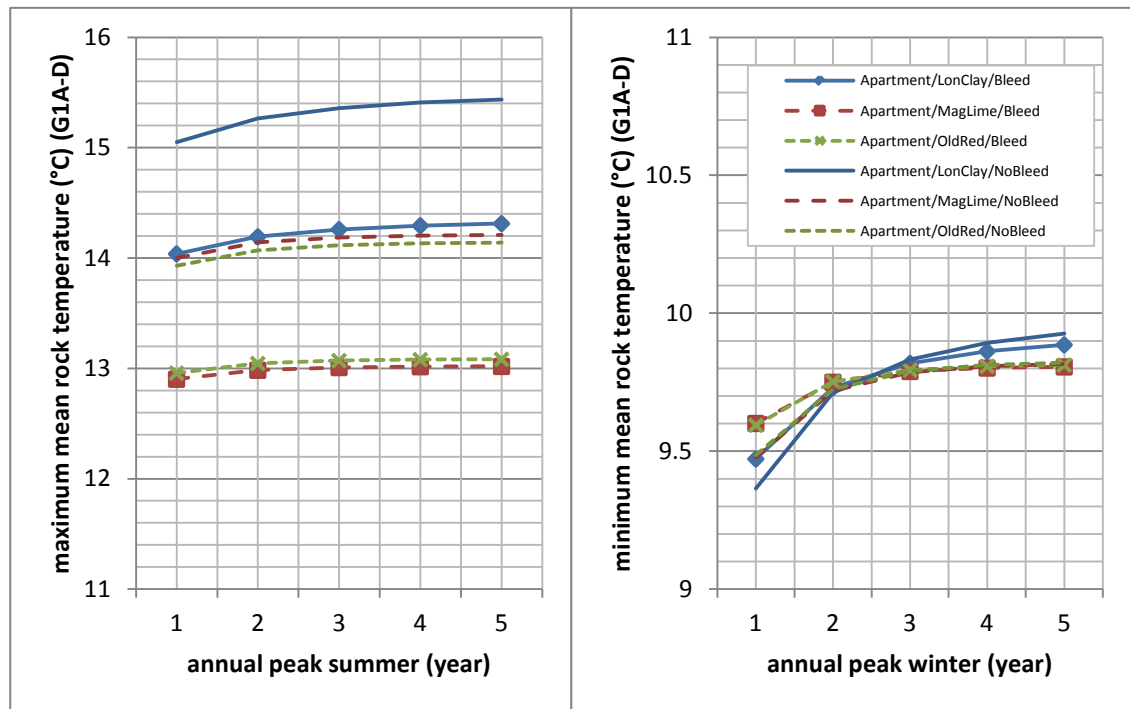 maximum mean rock temperature (°C) (G1A-D)
16
15
14
13
12
11
1 2 3 4 5
annual peak summer (year)
minimum mean rock temperature (°C) (G1A-D)
11
10.5
10
9.5
9
Apartment/LonClay/Bleed
Apartment/MagLime/Bleed
Apartment/OldRed/Bleed
Apartment/LonClay/NoBleed
Apartment/MagLime/NoBleed
Apartment/OldRed/NoBleed
1 2 3 4 5
annual peak winter (year)